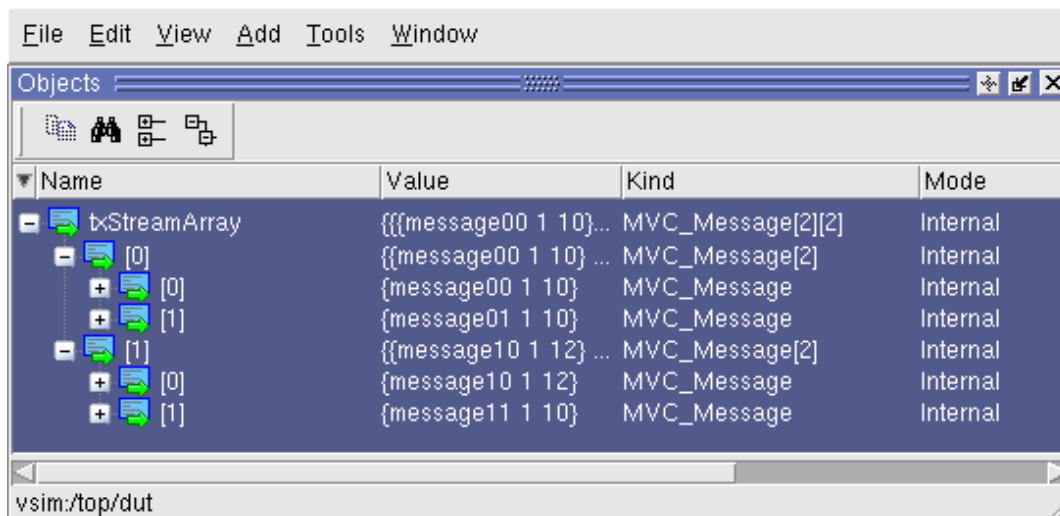 File Edit View Add Tools Window
Objects
Name Value Kind Mode
txStreamArray {{{message00 1 10}... MVC_Message[2][2] Internal
[0] {{message00 1 10} ... MVC_Message[2] Internal
[0] {message00 1 10} MVC_Message Internal
[1] {message01 1 10} MVC_Message Internal
[1] {{message10 1 12} ... MVC_Message[2] Internal
[0] {message10 1 12} MVC_Message Internal
[1] {message11 1 10} MVC_Message Internal
vsim:/top/dut